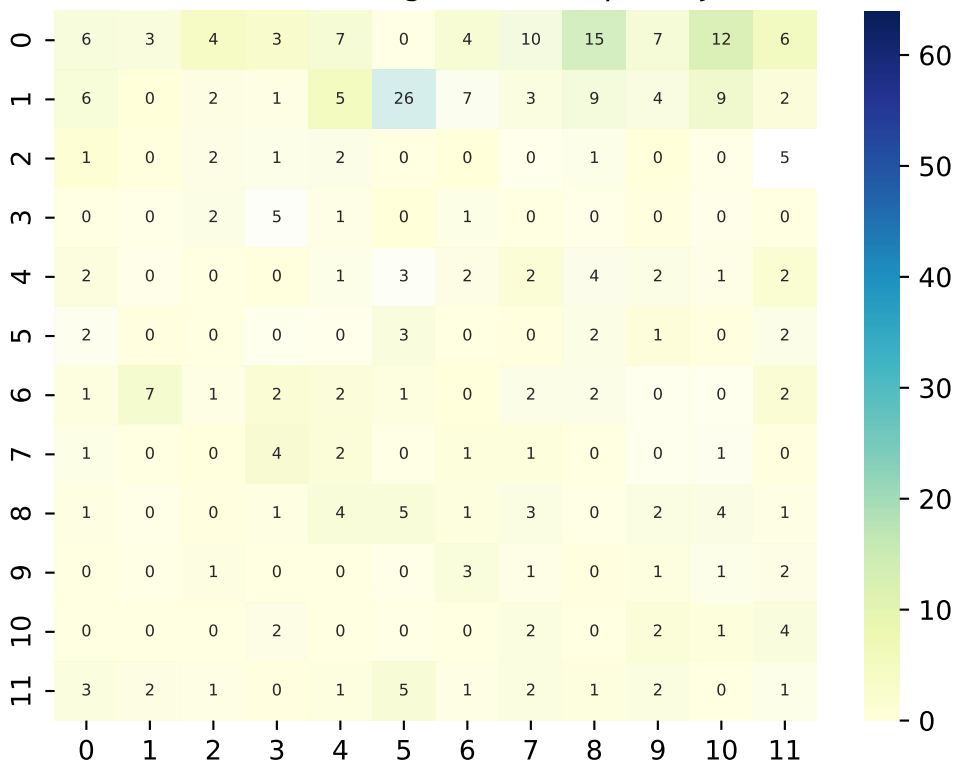 0 6 3 4 3 7 0 4 10 15 7 12 6
1 6 0 2 1 5 26 7 3 9 4 9 2
2 1 0 2 1 2 0 0 0 1 0 0 5
3 0 0 2 5 1 0 1 0 0 0 0 0
4 2 0 0 0 1 3 2 2 4 2 1 2
5 2 0 0 0 0 3 0 0 2 1 0 2
6 1 7 1 2 2 1 0 2 2 0 0 2
7 1 0 0 4 2 0 1 1 0 0 1 0
8 1 0 0 1 4 5 1 3 0 2 4 1
9 0 0 1 0 0 0 3 1 0 1 1 2
10 0 0 0 2 0 0 0 2 0 2 1 4
11 3 2 1 0 1 5 1 2 1 2 0 1
0 1 2 3 4 5 6 7 8 9 10 11
60
50
40
30
20
10
0